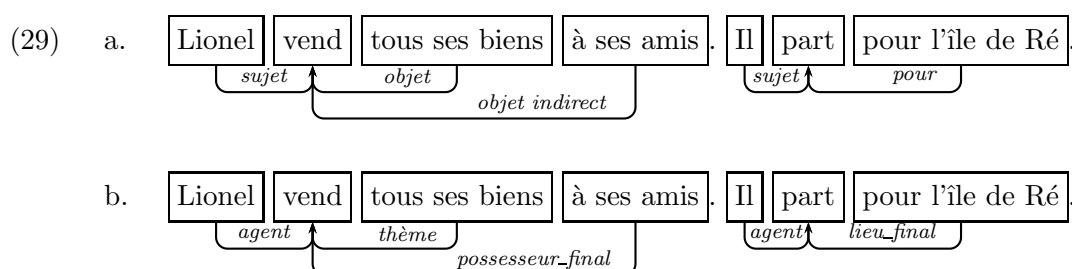 (29) a. Lionel vend tous ses biens à ses amis. Il part pour l'île de Ré.
sujet objet sujet pour
objet indirect
b. Lionel vend tous ses biens à ses amis. Il part pour l'île de Ré.
agent thème agent lieu_final
possesseur_final